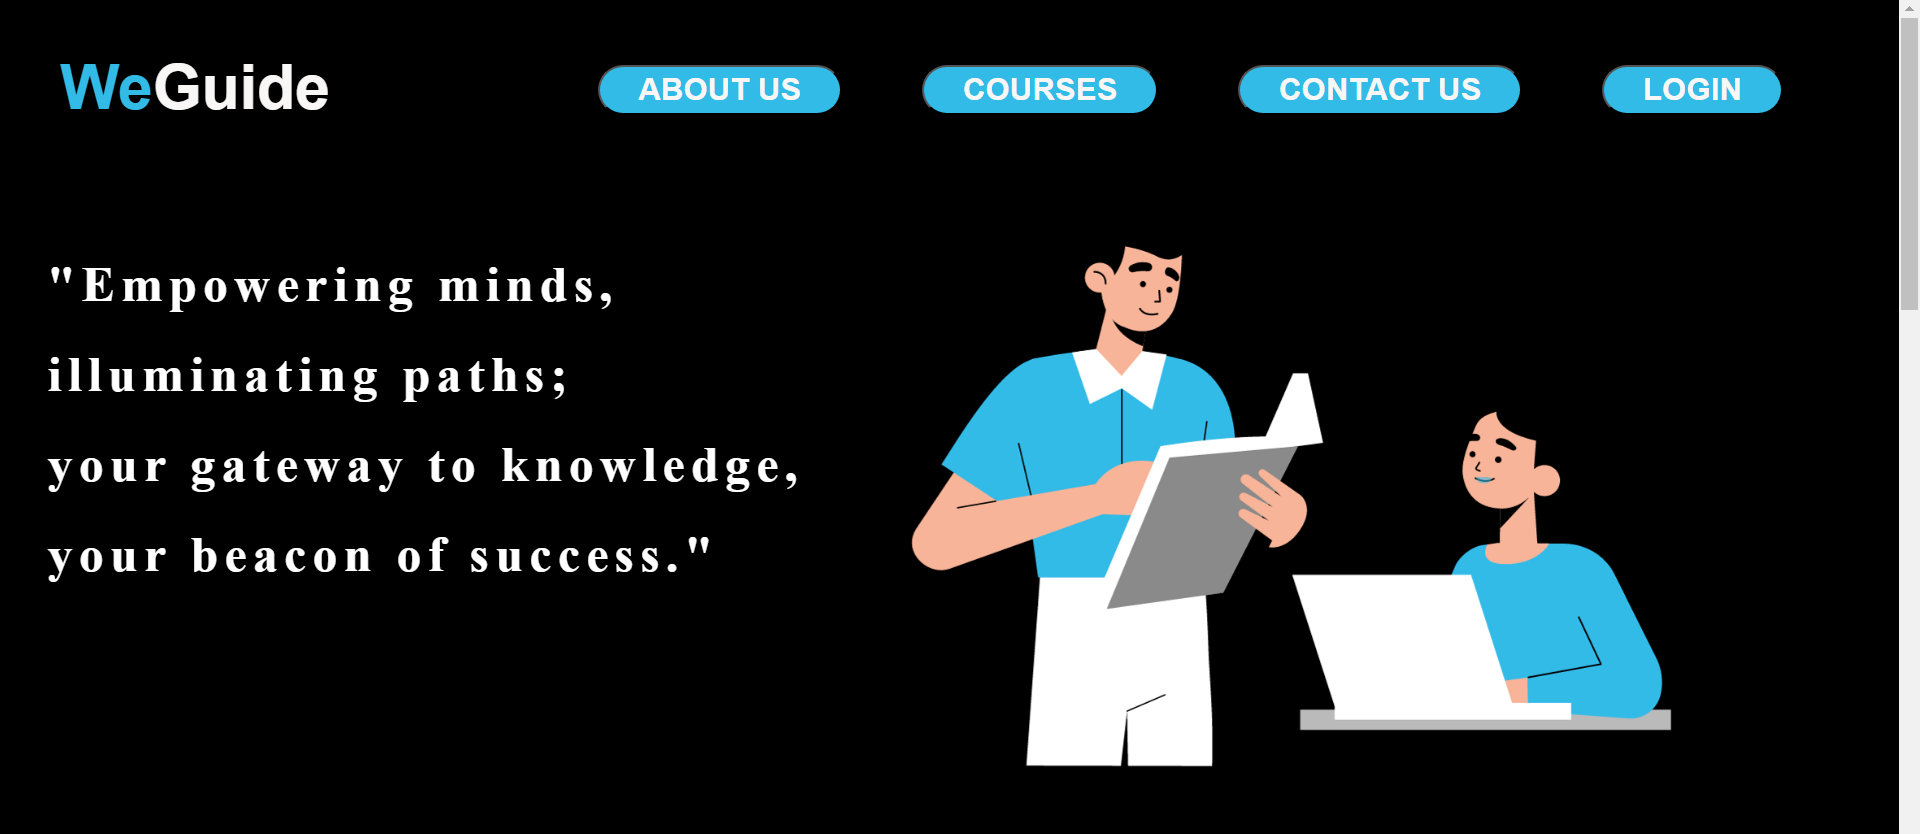 WeGuide
ABOUT US
COURSES
CONTACT US
LOGIN
"Empowering minds,
illuminating paths;
your gateway to knowledge,
your beacon of success."